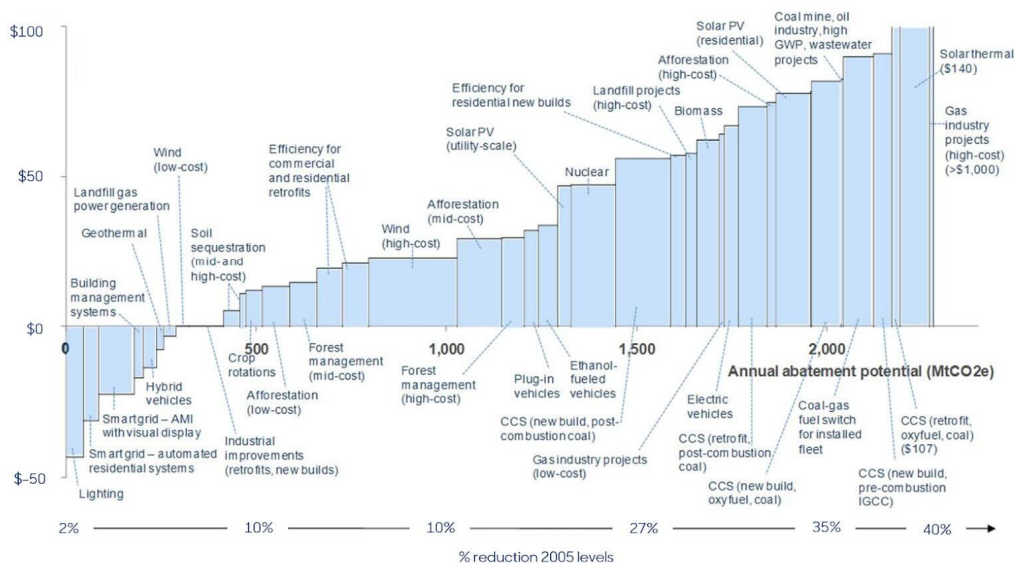 $100
$50
$0
$–50
Lighting
Smartgrid – automated
residential systems
Smartgrid – AMI
with visual display
Hybrid
vehicles
Building
management
systems
Geothermal
Landfill gas
power generation
Wind
(low-cost)
Industrial
improvements
(retrofits, new builds)
Soil
sequestration
(mid- and
high-cost)
Crop
rotations
Afforestation
(low-cost)
Forest
management
(mid-cost)
Efficiency for
commercial
and residential
retrofits
Wind
(high-cost)
Afforestation
(mid-cost)
Forest
management
(high-cost)
Plug-in
vehicles
Ethanol-
fueled
vehicles
Solar PV
(utility-scale)
Nuclear
CCS (new build, post-
combustion coal)
Efficiency for
residential new builds
Landfill projects
(high-cost)
Biomass
Gas industry projects
(low-cost)
Electric
vehicles
CCS (retrofit,
post-combustion
coal)
Afforestation
(high-cost)
Solar PV
(residential)
CCS (new build,
oxyfuel, coal)
Coal mine, oil
industry, high
GWP, wastewater
projects
Coal-gas
fuel switch
for installed
fleet
CCS (new build,
pre-combustion
IGCC)
CCS (retrofit,
oxyfuel, coal)
($107)
Solar thermal
($140)
Gas
industry
projects
(high-cost)
(>$1,000)
0 500 1,000 1,500 2,000
Annual abatement potential (MtCO2e)
2% 10% 10% 27% 35% 40%
% reduction 2005 levels